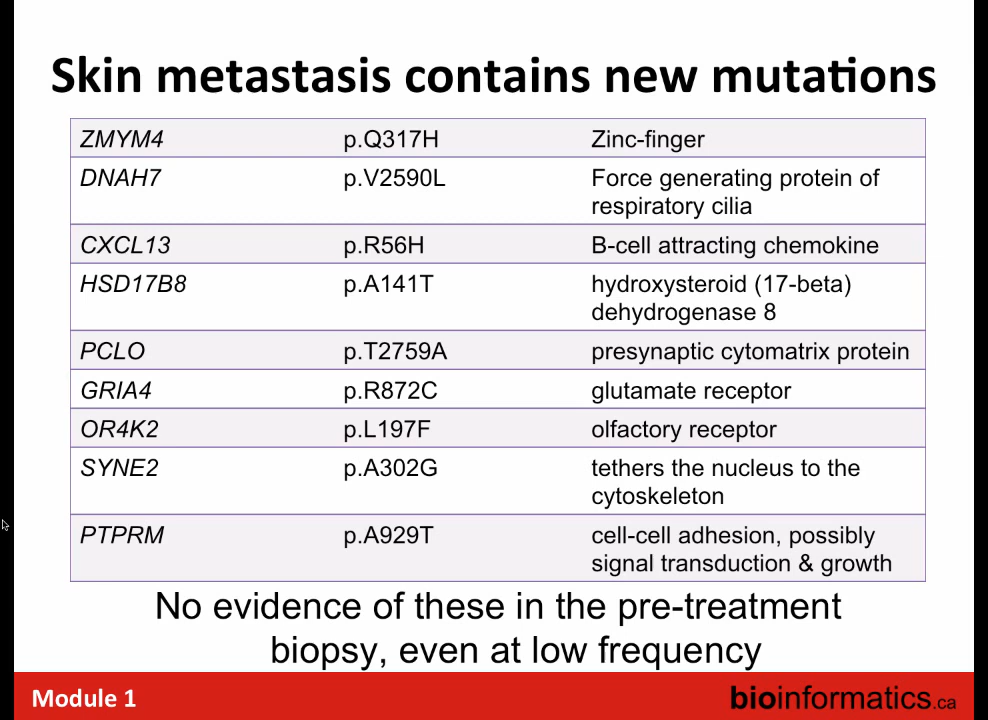 Skin metastasis contains new mutations
ZMYM4 p.Q317H Zinc-finger
DNAH7 p.V2590L Force generating protein of
respiratory cilia
CXCL13 p.R56H B-cell attracting chemokine
HSD17B8 p.A141T hydroxysteroid (17-beta)
dehydrogenase 8
PCLO p.T2759A presynaptic cytomatrix protein
GRIA4 p.R872C glutamate receptor
OR4K2 p.L197F olfactory receptor
SYNE2 p.A302G tethers the nucleus to the
cytoskeleton
PTPRM p.A929T cell-cell adhesion, possibly
signal transduction & growth
No evidence of these in the pre-treatment
biopsy, even at low frequency
Module 1 bioinformatics.ca